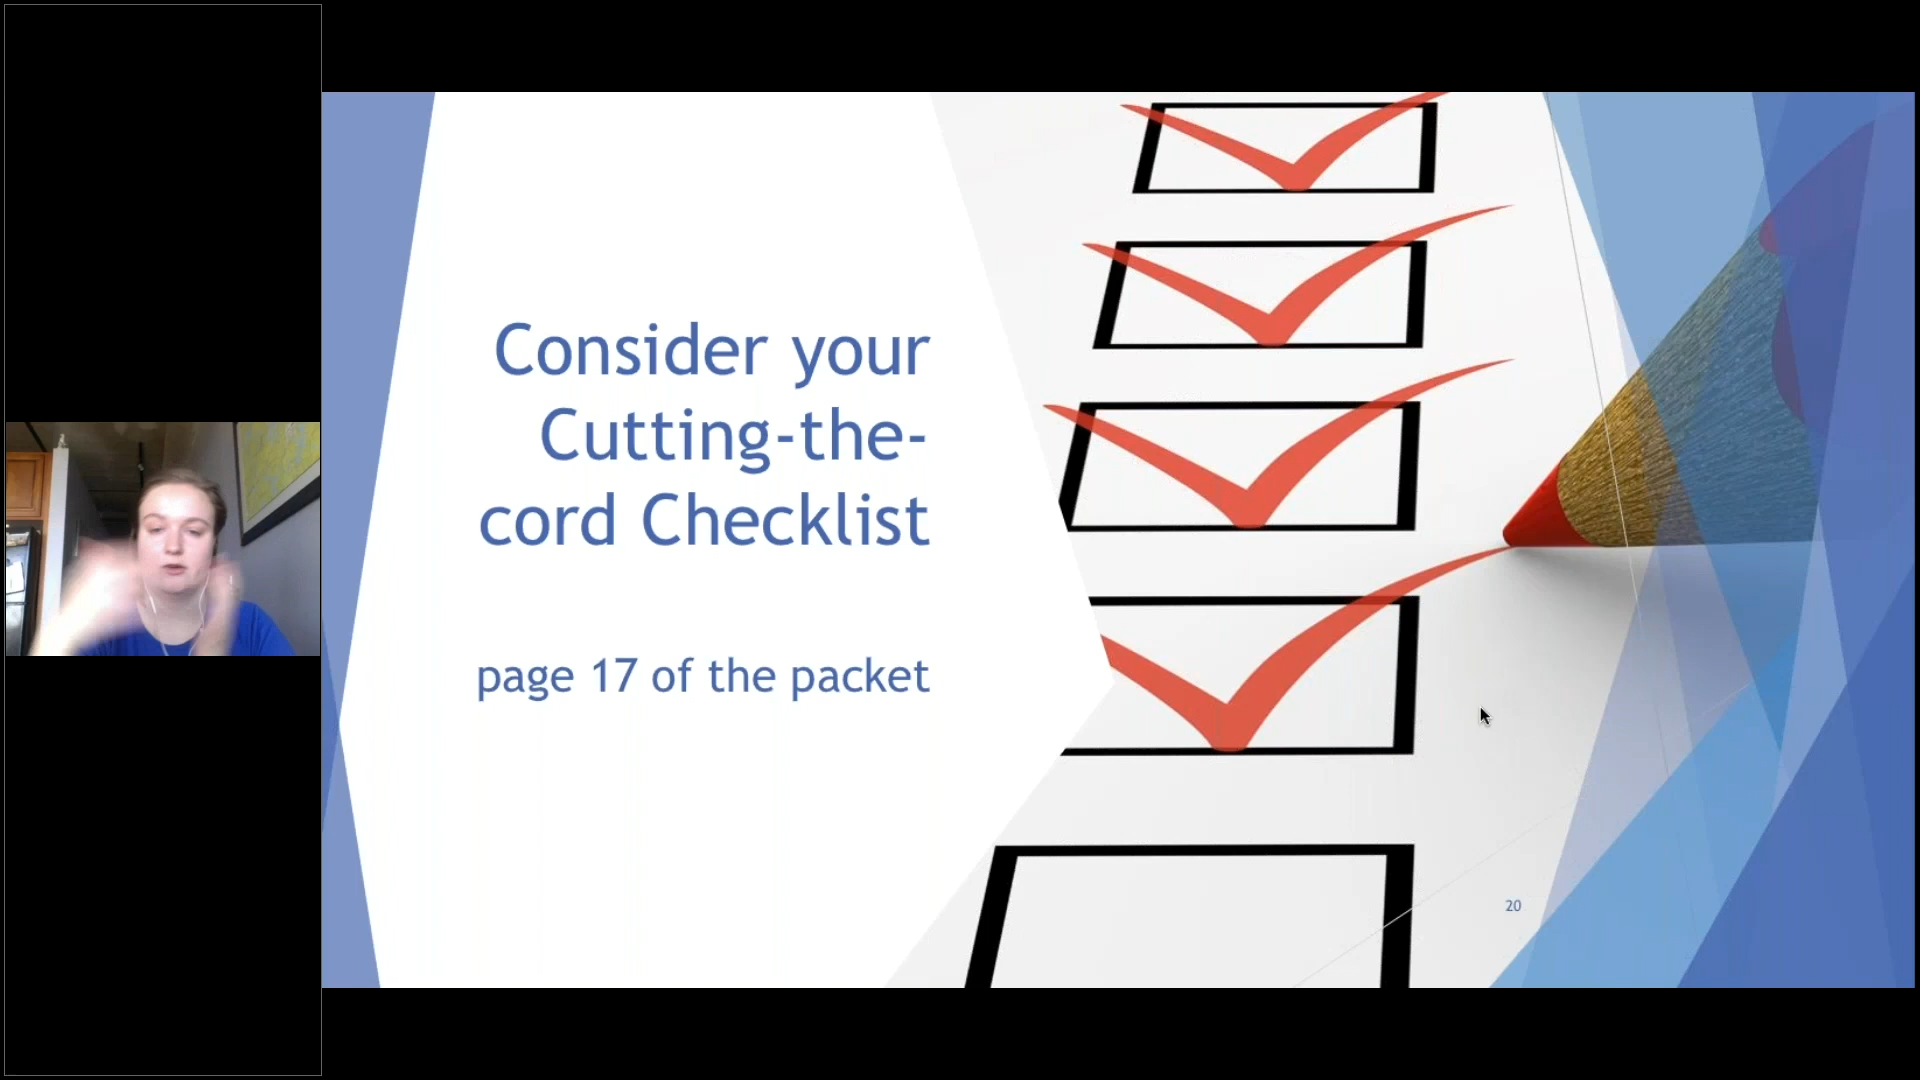 Consider your
Cutting-the-
cord Checklist
page 17 of the packet
20